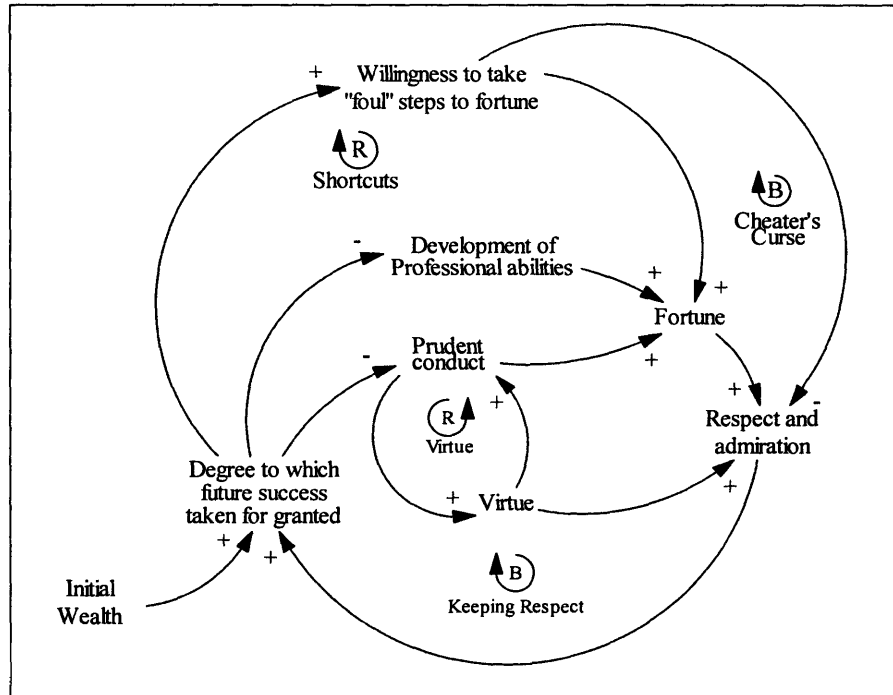 +
Willingness to take
"foul" steps to fortune
R
Shortcuts
B
Cheater's
Curse
-
Development of
Professional abilities
+
+
Fortune
+
-
Prudent
conduct
+
R
Virtue
+
-
Respect and
admiration
+
Degree to which
future success
taken for granted
+
Virtue
+
+
B
Keeping Respect
Initial
Wealth